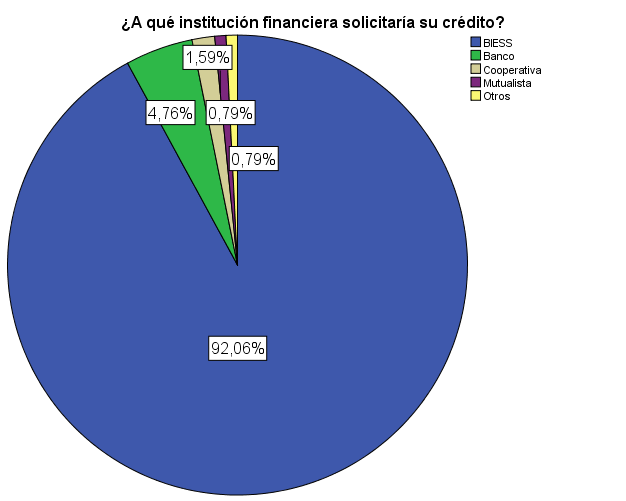 ¿A qué institución financiera solicitaría su crédito?
BIESS
Banco
Cooperativa
Mutualista
Otros
1,59%
4,76%
0,79%
0,79%
92,06%